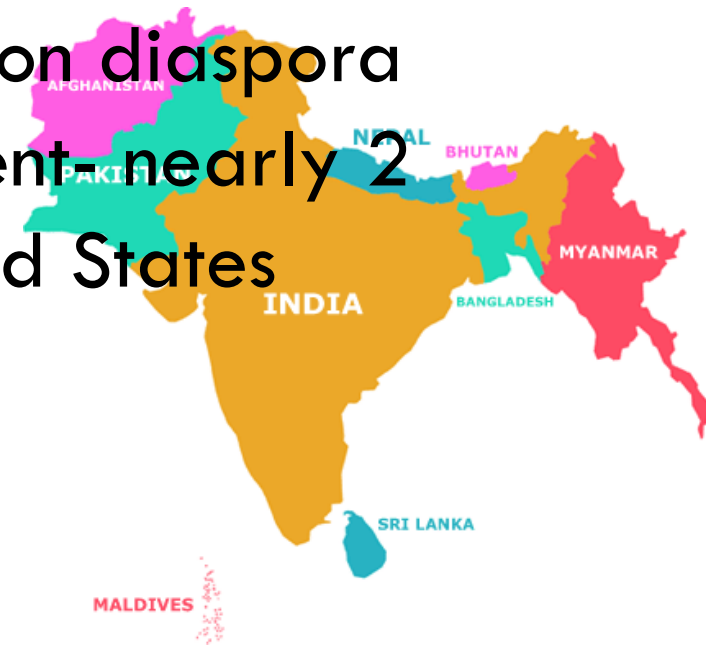 on diaspora
AFGHANISTAN
NEPAL
BHUTAN
ent- nearly 2
PAKISTAN
MYANMAR
d States
INDIA
BANGLADESH
SRI LANKA
MALDIVES